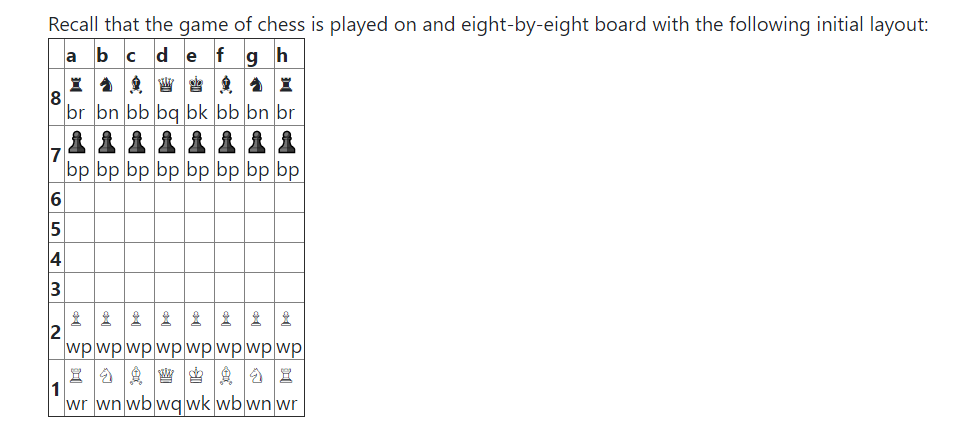 Recall that the game of chess is played on and eight-by-eight board with the following initial layout:
a b c d e f g h
8 ♜ ♞ ♝ ♛ ♚ ♝ ♞ ♜
br bn bb bq bk bb bn br
7 ♟ ♟ ♟ ♟ ♟ ♟ ♟ ♟
bp bp bp bp bp bp bp bp
6
5
4
3
2 ♙ ♙ ♙ ♙ ♙ ♙ ♙ ♙
wp wp wp wp wp wp wp wp
1 ♖ ♘ ♗ ♕ ♔ ♗ ♘ ♖
wr wn wb wq wk wb wn wr